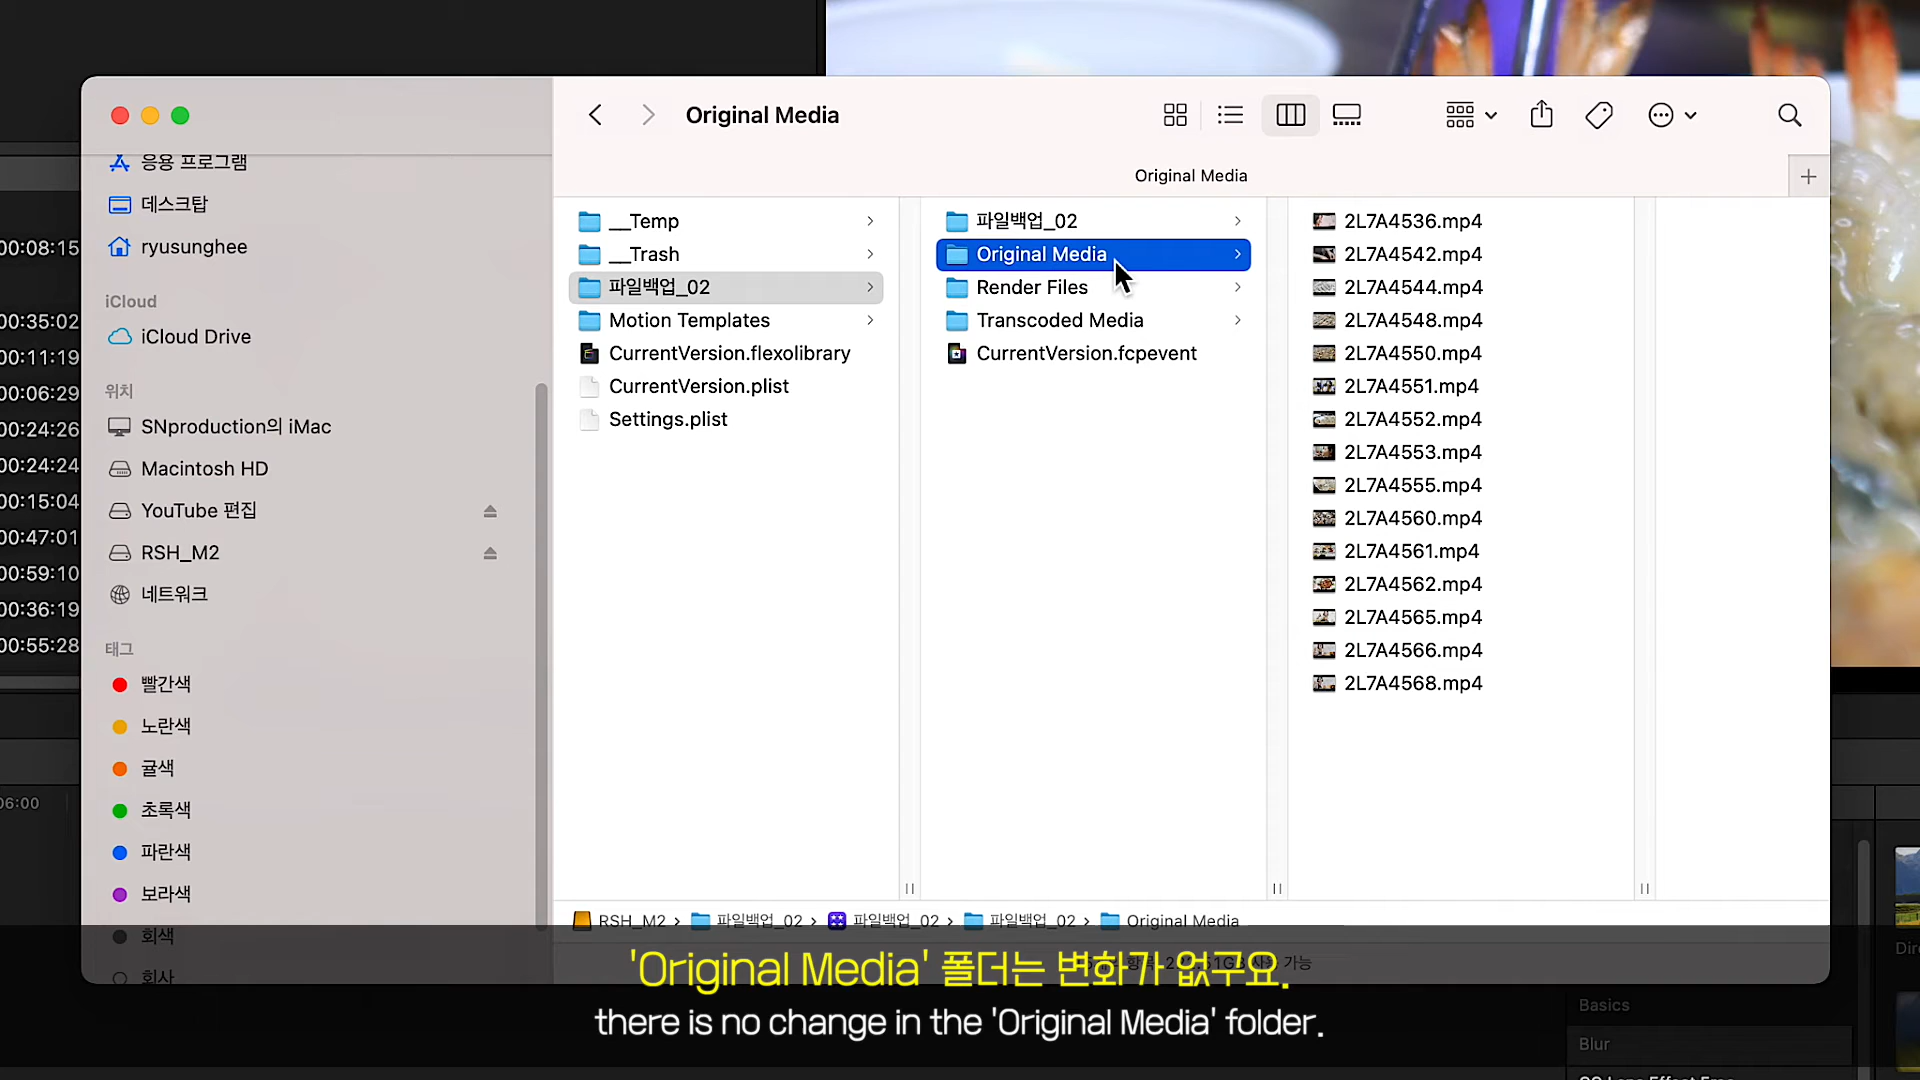 Original Media
Original Media
응용 프로그램
데스크탑
ryusunghee
iCloud
iCloud Drive
위치
SNproduction의 iMac
Macintosh HD
YouTube 편집
RSH_M2
네트워크
태그
빨간색
노란색
귤색
초록색
파란색
보라색
회색
회사
00:08:15
00:35:02
00:11:19
00:06:29
00:24:26
00:24:24
00:15:04
00:47:01
00:59:10
00:36:19
00:55:28
06:00
__Temp
__Trash
파일백업_02
Motion Templates
CurrentVersion.flexolibrary
CurrentVersion.plist
Settings.plist
파일백업_02
Original Media
Render Files
Transcoded Media
CurrentVersion.fcpevent
2L7A4536.mp4
2L7A4542.mp4
2L7A4544.mp4
2L7A4548.mp4
2L7A4550.mp4
2L7A4551.mp4
2L7A4552.mp4
2L7A4553.mp4
2L7A4555.mp4
2L7A4560.mp4
2L7A4561.mp4
2L7A4562.mp4
2L7A4565.mp4
2L7A4566.mp4
2L7A4568.mp4
RSH_M2 › 파일백업_02 › 파일백업_02 › 파일백업_02 › Original Media
'Original Media' 폴더는 변화가 없구요.
there is no change in the 'Original Media' folder.
Basics
Blur